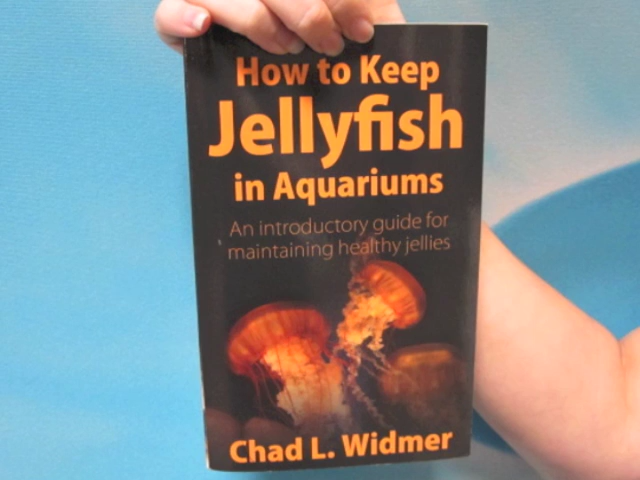 How to Keep
Jellyfish
in Aquariums
An introductory guide for
maintaining healthy jellies
Chad L. Widmer